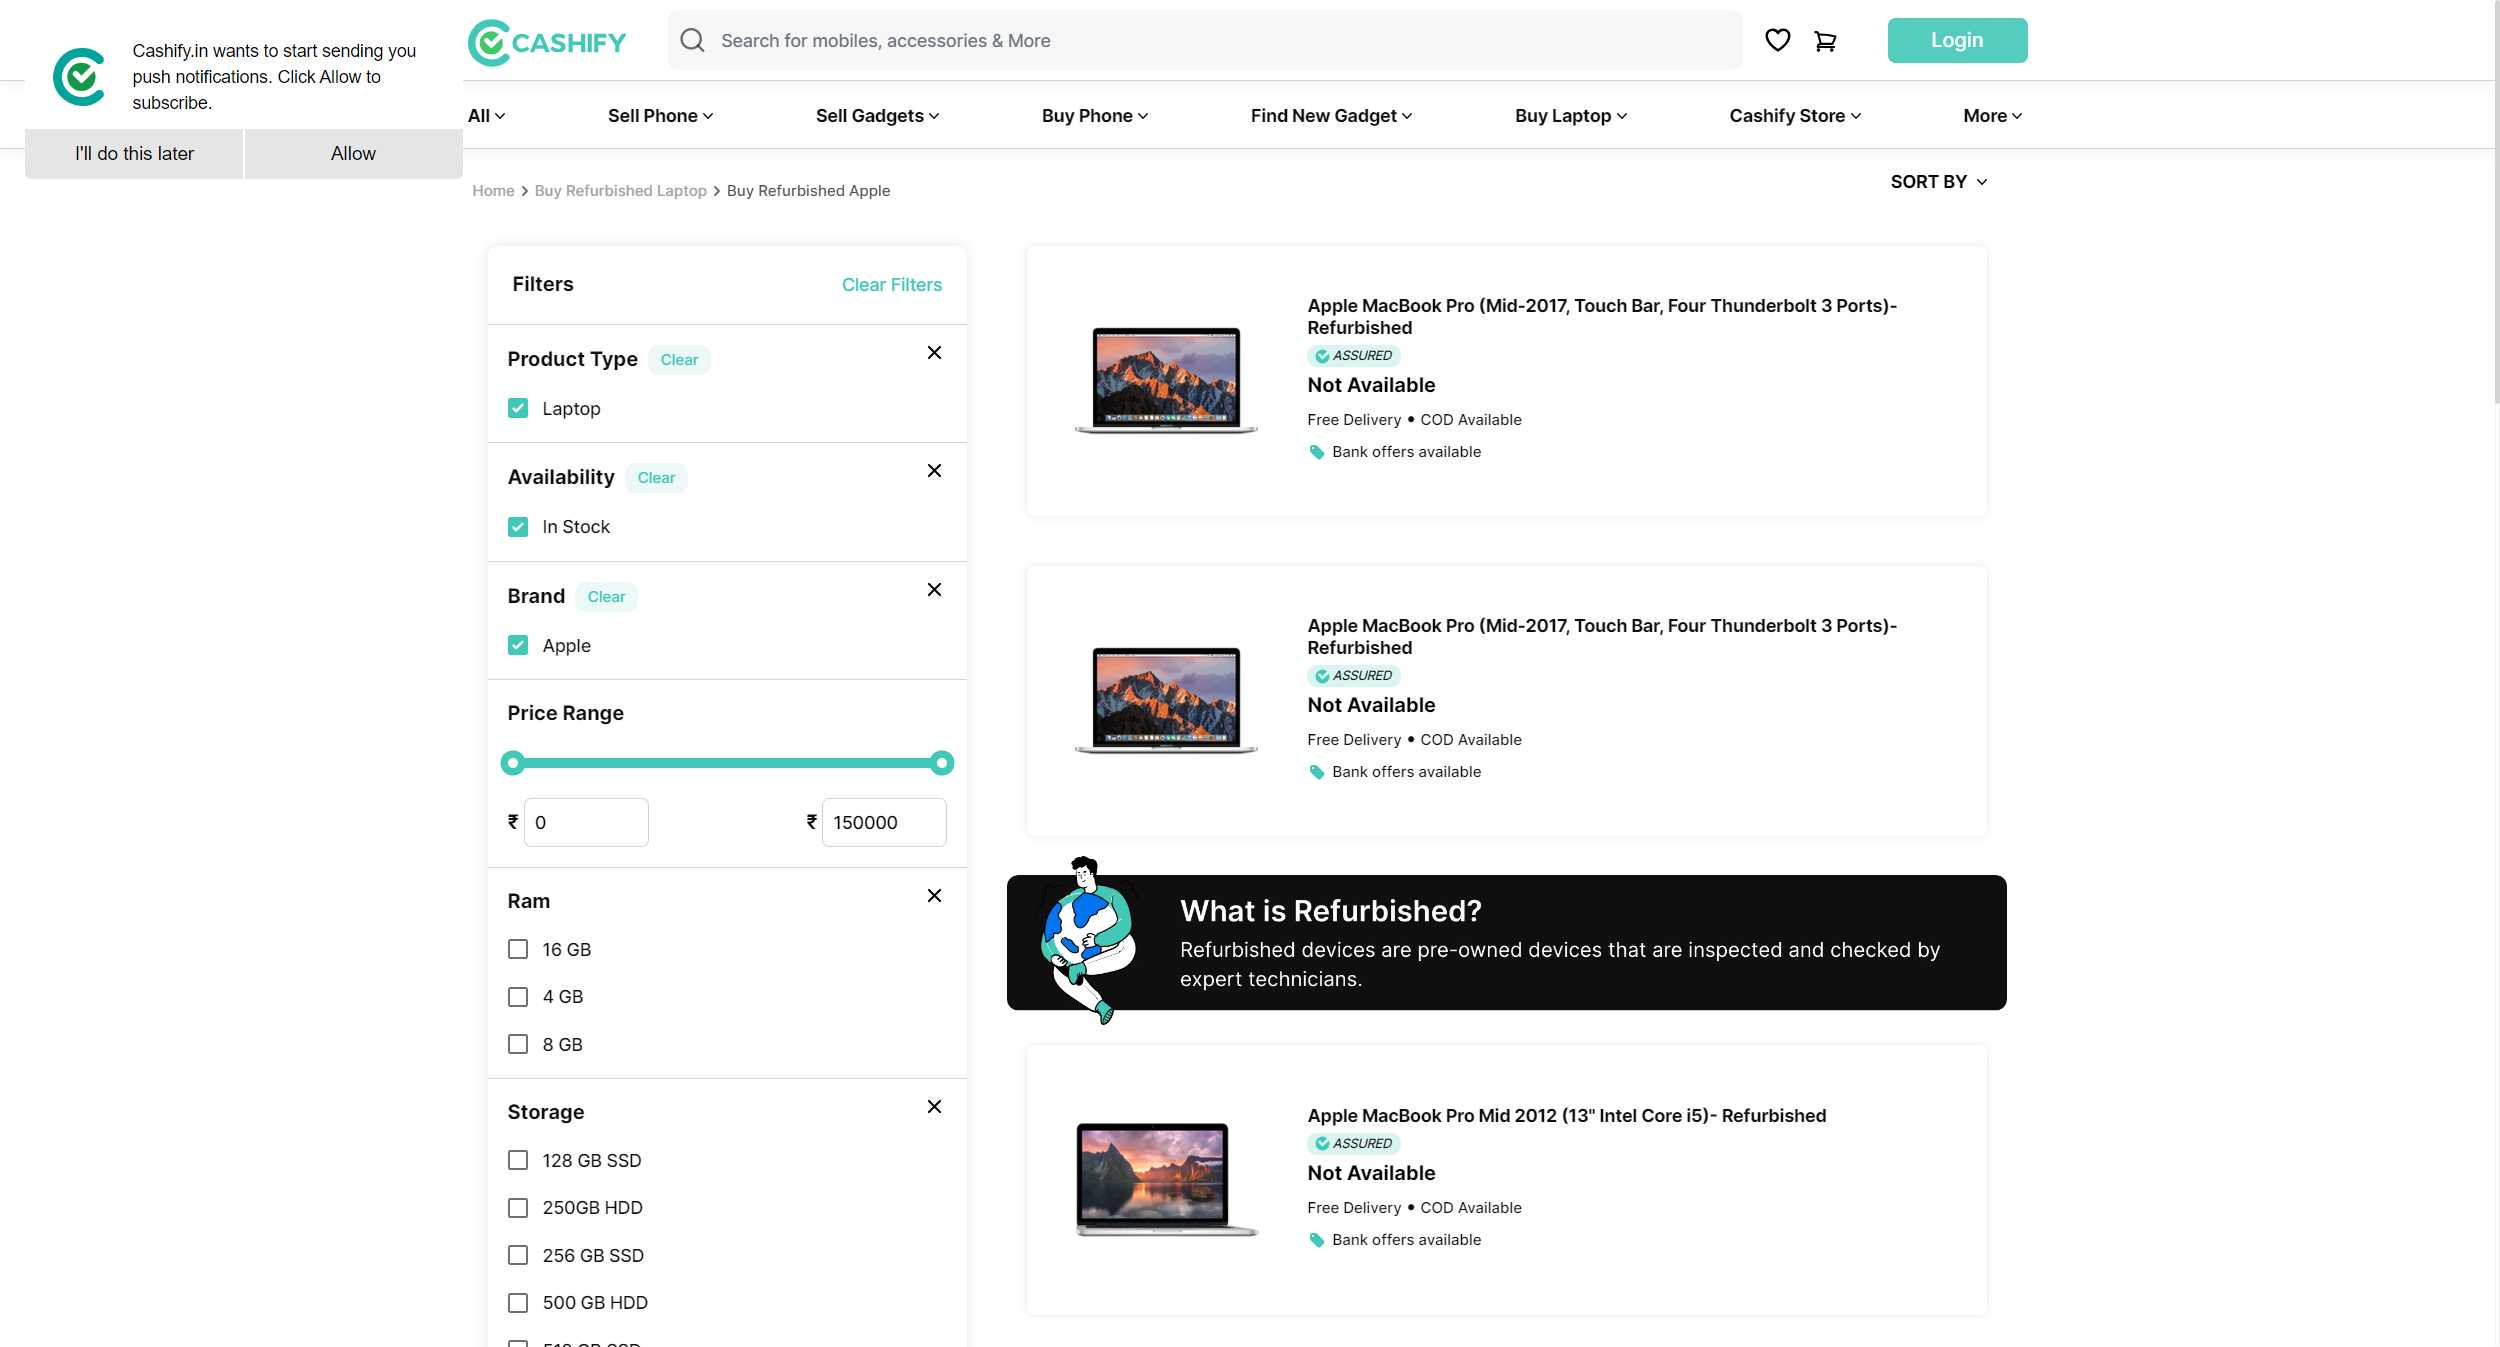 Cashify.in wants to start sending you
push notifications. Click Allow to
subscribe.
I'll do this later
Allow
CASHIFY
Search for mobiles, accessories & More
Login
All
Sell Phone
Sell Gadgets
Buy Phone
Find New Gadget
Buy Laptop
Cashify Store
More
Home > Buy Refurbished Laptop > Buy Refurbished Apple
SORT BY
Filters
Clear Filters
Product Type
Clear
Laptop
Availability
Clear
In Stock
Brand
Clear
Apple
Price Range
₹ 0
₹ 150000
Ram
16 GB
4 GB
8 GB
Storage
128 GB SSD
250GB HDD
256 GB SSD
500 GB HDD
Apple MacBook Pro (Mid-2017, Touch Bar, Four Thunderbolt 3 Ports)-
Refurbished
ASSURED
Not Available
Free Delivery • COD Available
Bank offers available
Apple MacBook Pro (Mid-2017, Touch Bar, Four Thunderbolt 3 Ports)-
Refurbished
ASSURED
Not Available
Free Delivery • COD Available
Bank offers available
What is Refurbished?
Refurbished devices are pre-owned devices that are inspected and checked by
expert technicians.
Apple MacBook Pro Mid 2012 (13" Intel Core i5)- Refurbished
ASSURED
Not Available
Free Delivery • COD Available
Bank offers available